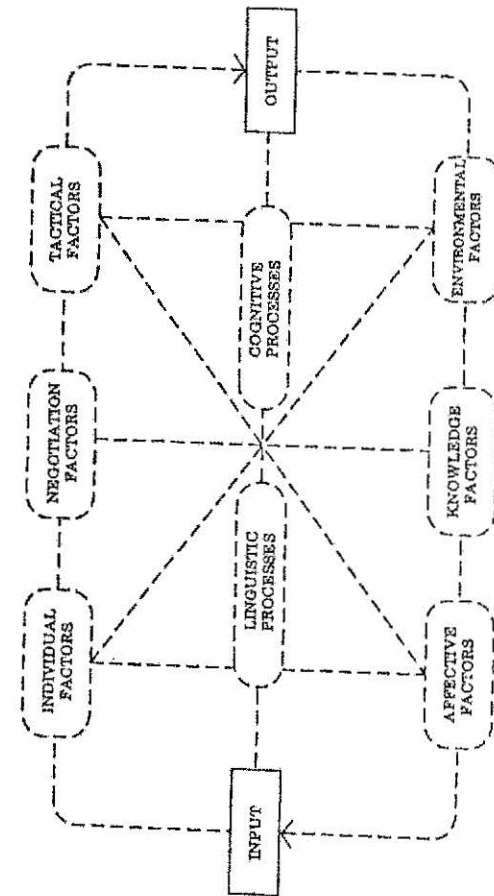 INDIVIDUAL
FACTORS
NEGOTIATION
FACTORS
TACTICAL
FACTORS
INPUT
LINGUISTIC
PROCESSES
COGNITIVE
PROCESSES
OUTPUT
AFFECTIVE
FACTORS
KNOWLEDGE
FACTORS
ENVIRONMENTAL
FACTORS